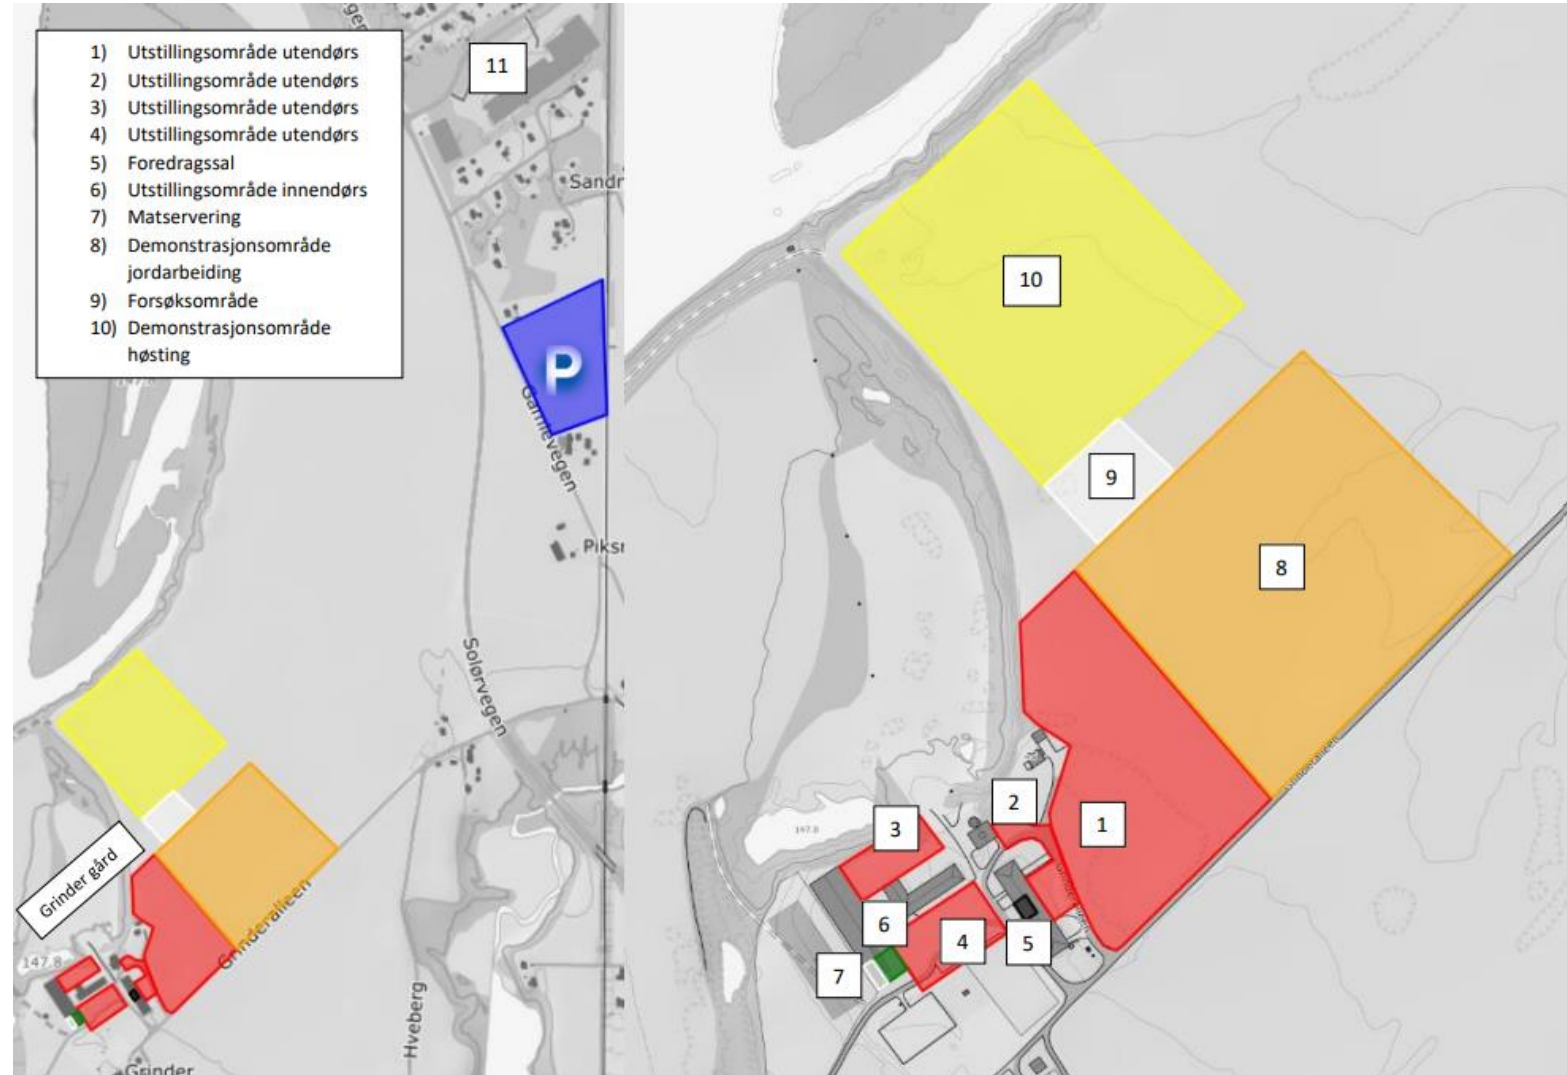 1) Utstillingsområde utendørs
2) Utstillingsområde utendørs
3) Utstillingsområde utendørs
4) Utstillingsområde utendørs
5) Foredragssal
6) Utstillingsområde innendørs
7) Matservering
8) Demonstrasjonsområde
jordarbeiding
9) Forsøksområde
10) Demonstrasjonsområde
høsting
11
Sandr
P
Gamlevegen
Piksr
Solørvegen
Grinder gård
Grinderalleen
147.8
Hveberg
Grinder
10
9
8
2
1
3
147.8
6
4
5
7